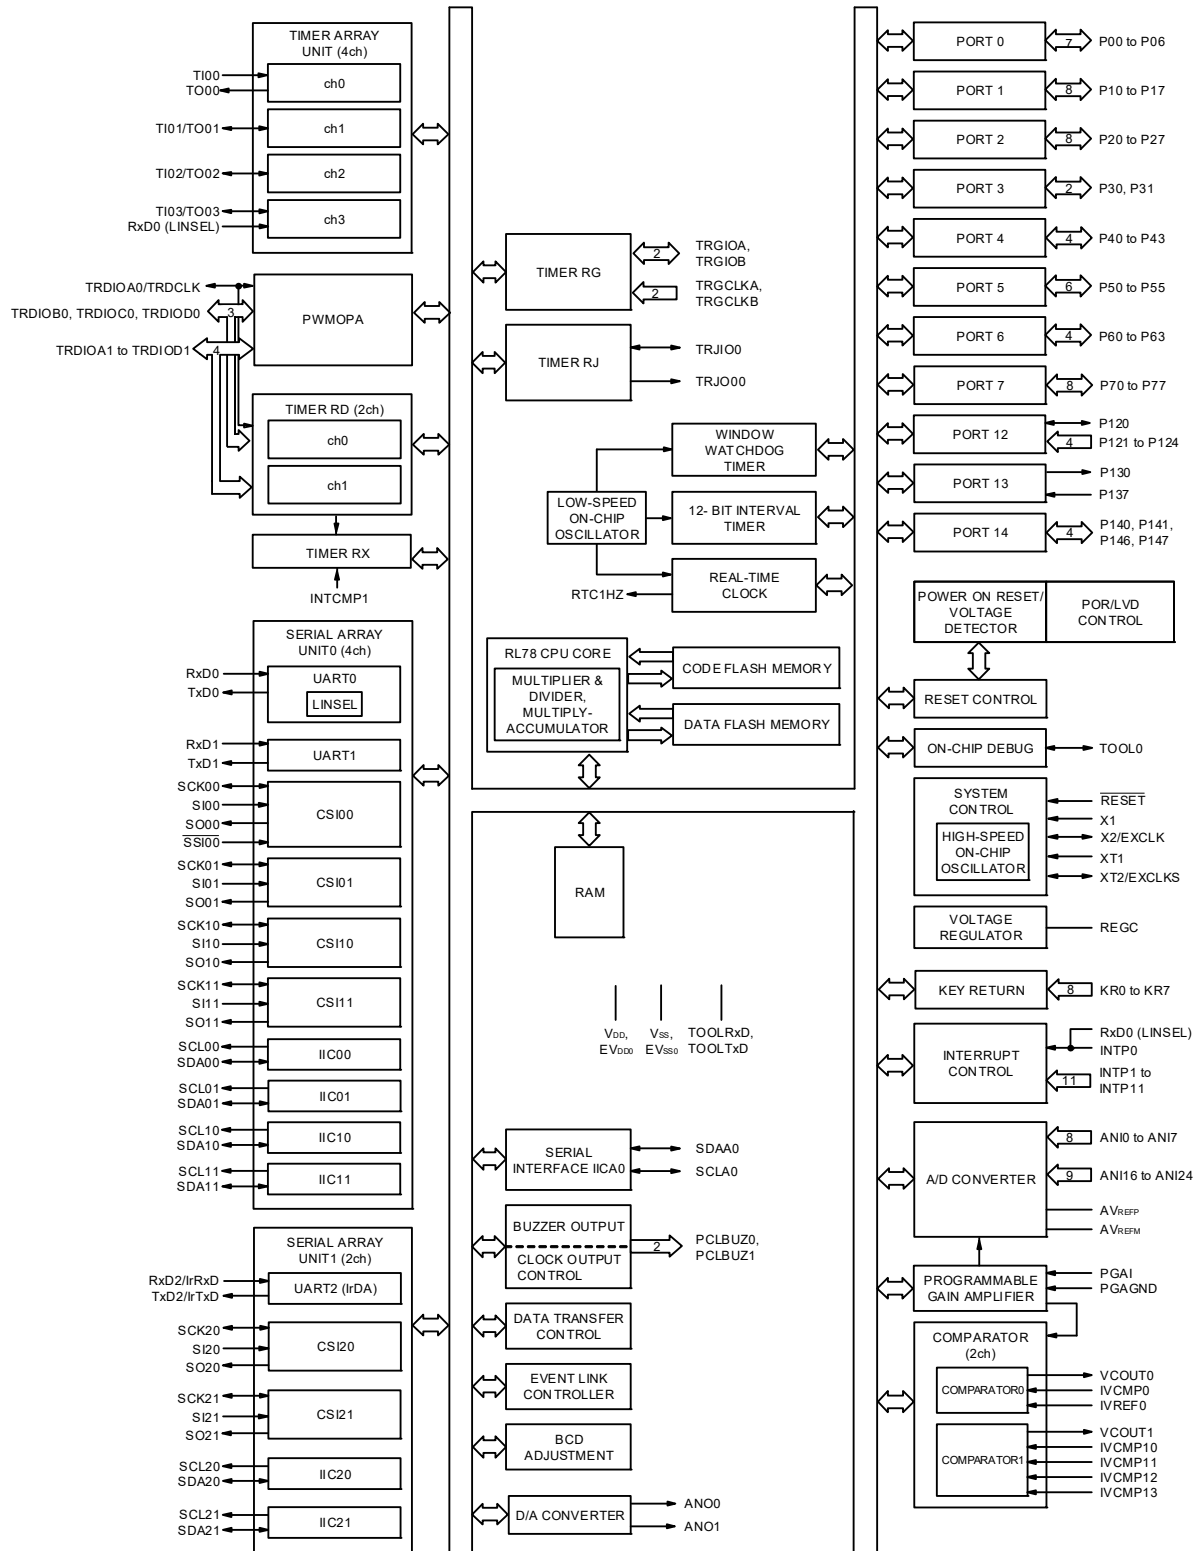 TIMER ARRAY
UNIT (4ch)
TI00
TO00
ch0
TI01/TO01
ch1
TI02/TO02
ch2
TI03/TO03
RxD0 (LINSEL)
ch3
TRDIOA0/TRDCLK
TRDIOB0, TRDIOC0, TRDIOD0
3
TRDIOA1 to TRDIOD1
4
PWMOPA
TIMER RD (2ch)
ch0
ch1
TIMER RX
INTCMP1
SERIAL ARRAY
UNIT0 (4ch)
RxD0
TxD0
UART0
LINSEL
RxD1
TxD1
UART1
SCK00
SI00
SO00
SSI00
CSI00
SCK01
SI01
SO01
CSI01
SCK10
SI10
SO10
CSI10
SCK11
SI11
SO11
CSI11
SCL00
SDA00
IIC00
SCL01
SDA01
IIC01
SCL10
SDA10
IIC10
SCL11
SDA11
IIC11
SERIAL ARRAY
UNIT1 (2ch)
RxD2/IrRxD
TxD2/IrTxD
UART2 (IrDA)
SCK20
SI20
SO20
CSI20
SCK21
SI21
SO21
CSI21
SCL20
SDA20
IIC20
SCL21
SDA21
IIC21
TIMER RG
2
TRGIOA,
TRGIOB
2
TRGCLKA,
TRGCLKB
TIMER RJ
TRJIO0
TRJO00
WINDOW
WATCHDOG
TIMER
LOW-SPEED
ON-CHIP
OSCILLATOR
12- BIT INTERVAL
TIMER
RTC1HZ
REAL-TIME
CLOCK
RL78 CPU CORE
MULTIPLIER &
DIVIDER,
MULTIPLY-
ACCUMULATOR
CODE FLASH MEMORY
DATA FLASH MEMORY
RAM
VDD,
EVDD0
VSS,
EVSS0
TOOLRxD,
TOOLTxD
SERIAL
INTERFACE IICA0
SDAA0
SCLA0
BUZZER OUTPUT
CLOCK OUTPUT
CONTROL
2
PCLBUZ0,
PCLBUZ1
DATA TRANSFER
CONTROL
EVENT LINK
CONTROLLER
BCD
ADJUSTMENT
D/A CONVERTER
ANO0
ANO1
PORT 0
7
P00 to P06
PORT 1
8
P10 to P17
PORT 2
8
P20 to P27
PORT 3
2
P30, P31
PORT 4
4
P40 to P43
PORT 5
6
P50 to P55
PORT 6
4
P60 to P63
PORT 7
8
P70 to P77
PORT 12
P120
4
P121 to P124
PORT 13
P130
P137
PORT 14
4
P140, P141,
P146, P147
POWER ON RESET/
VOLTAGE
DETECTOR
POR/LVD
CONTROL
RESET CONTROL
ON-CHIP DEBUG
TOOL0
SYSTEM
CONTROL
HIGH-SPEED
ON-CHIP
OSCILLATOR
RESET
X1
X2/EXCLK
XT1
XT2/EXCLKS
VOLTAGE
REGULATOR
REGC
KEY RETURN
8
KR0 to KR7
INTERRUPT
CONTROL
RxD0 (LINSEL)
INTP0
11
INTP1 to
INTP11
A/D CONVERTER
8
ANI0 to ANI7
9
ANI16 to ANI24
AVREFP
AVREFM
PROGRAMMABLE
GAIN AMPLIFIER
PGAI
PGAGND
COMPARATOR
(2ch)
COMPARATOR0
VCOUT0
IVCMP0
IVREF0
COMPARATOR1
VCOUT1
IVCMP10
IVCMP11
IVCMP12
IVCMP13